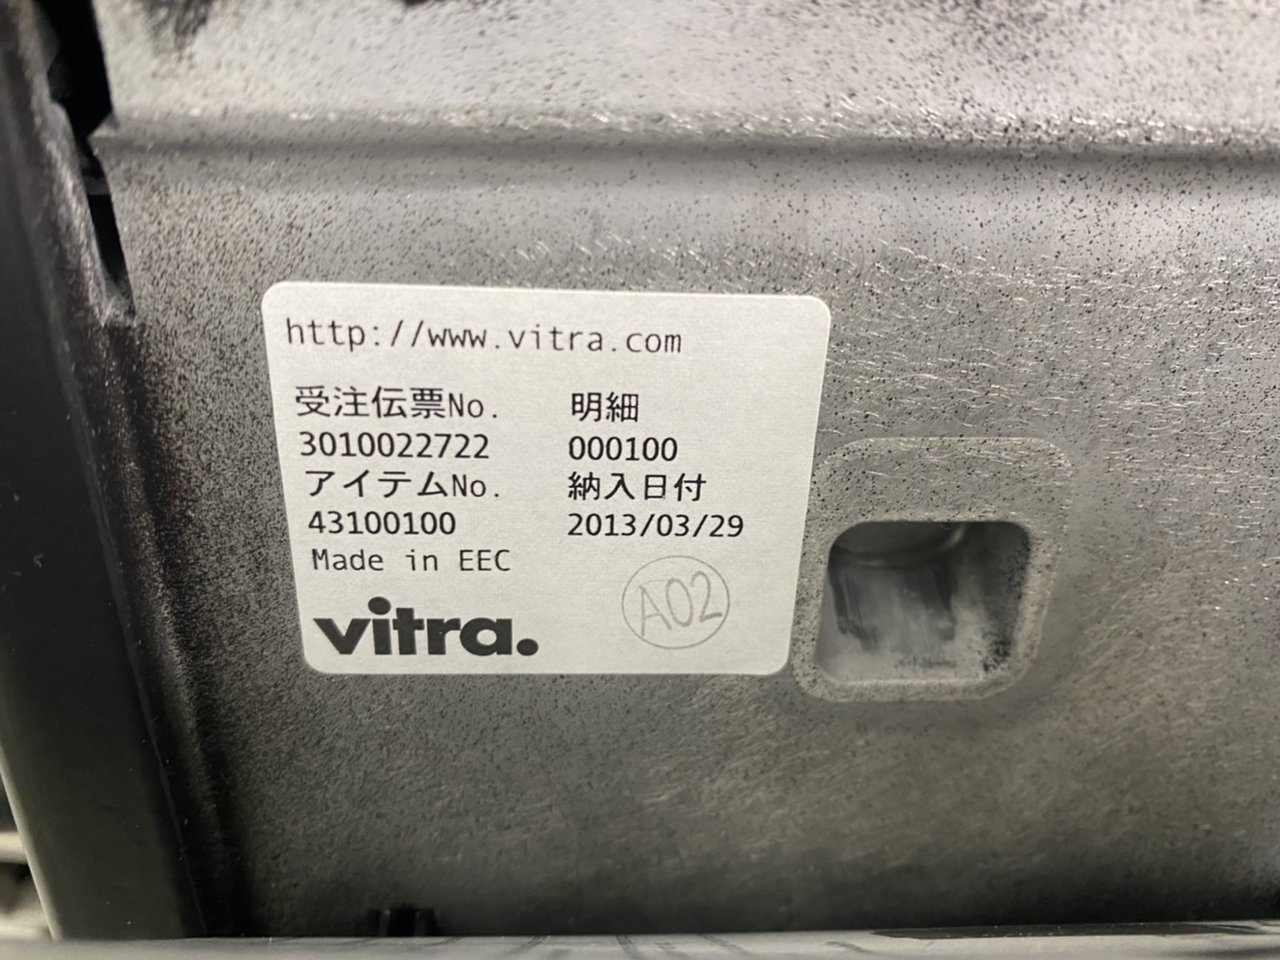 http://www.vitra.com
受注伝票No. 明細
3010022722 000100
アイテムNo. 納入日付
43100100 2013/03/29
Made in EEC
vitra. A02